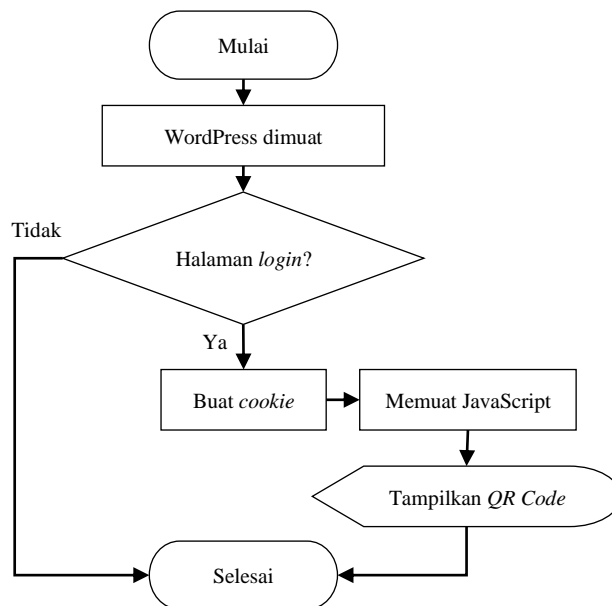 Mulai
WordPress dimuat
Tidak
Halaman login?
Ya
Buat cookie
Memuat JavaScript
Tampilkan QR Code
Selesai